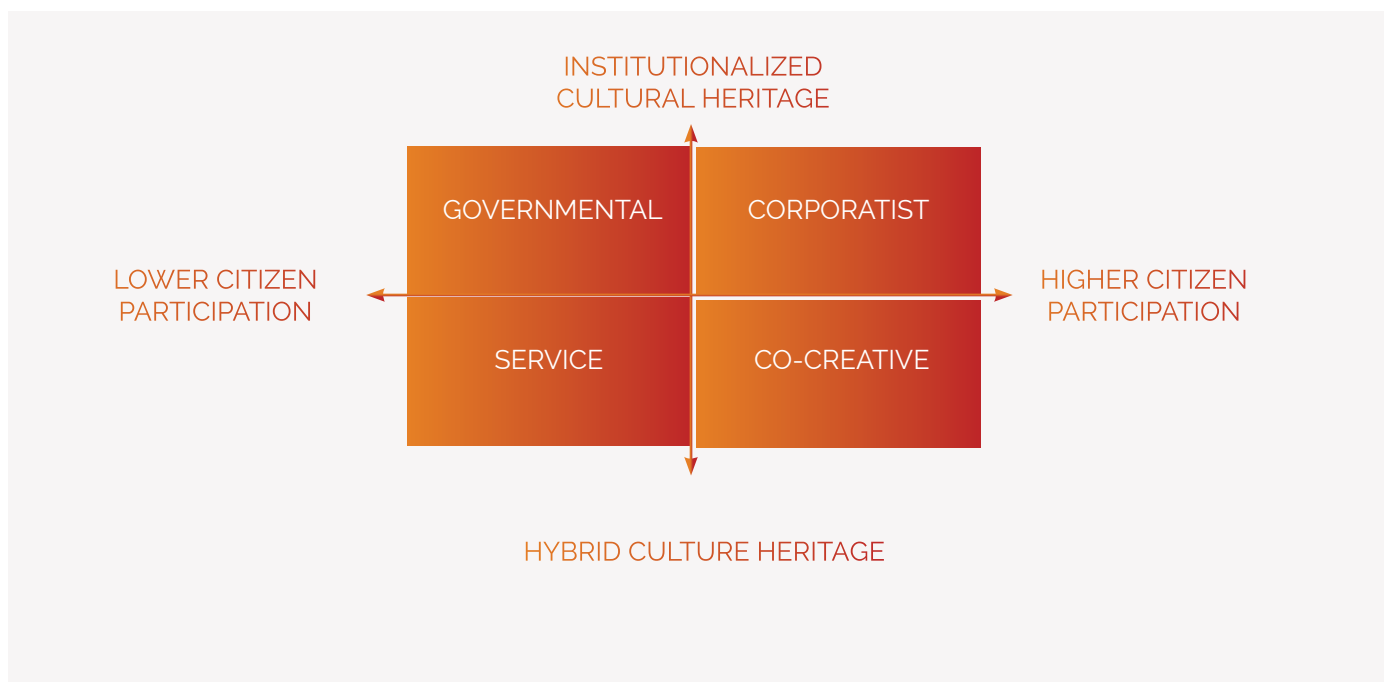 INSTITUTIONALIZED
CULTURAL HERITAGE
GOVERNMENTAL
CORPORATIST
LOWER CITIZEN
PARTICIPATION
HIGHER CITIZEN
PARTICIPATION
SERVICE
CO-CREATIVE
HYBRID CULTURE HERITAGE